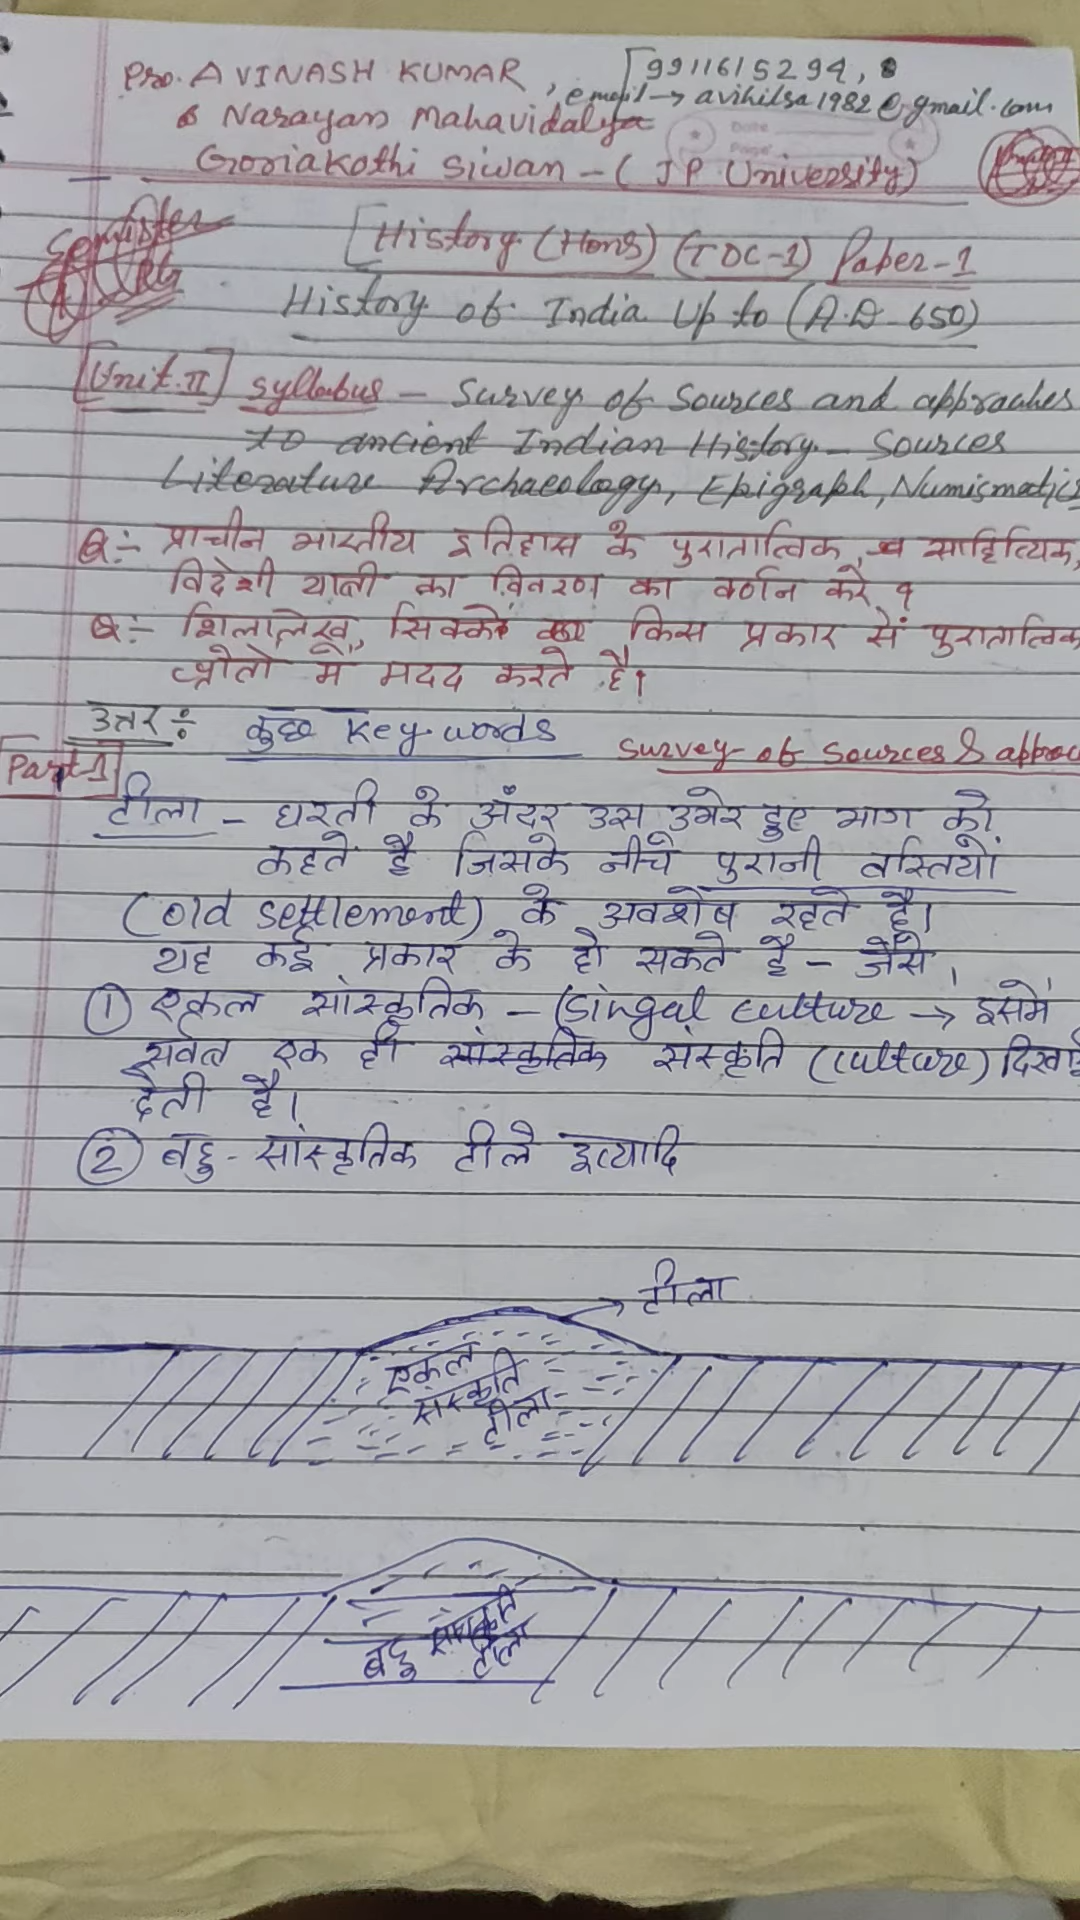 Pro. AVINASH KUMAR, 9911615294,
email → avihilsa1982@gmail.com
Narayan Mahavidalya
Goriakothi Siwan - (JP University)
Semister
[History (Hons) (TDC-1) Paper-1
History of India Up to (A.D-650)
[Unit.II] syllabus - Survey of Sources and approaches
to ancient Indian History - Sources
Literature Archaeology, Epigraph, Numismatics
Q:- प्राचीन भारतीय इतिहास के पुरातात्विक, व साहित्यिक,
विदेशी यात्री का विवरण का वर्णन करे ?
Q:- शिलालेख, सिक्के किस प्रकार से पुरातात्विक
स्रोतो में मदद करते है।
उत्तर ÷ कुछ Key-words Survey of Sources & approa
Part-1
टीला - धरती के अंदर उस उभेर हुए भाग को
कहते है जिसके नीचे पुरानी वस्तियों
(old settlement) के अवशेष रहते है।
यह कई प्रकार के हो सकते है - जैसे,
① एकल सांस्कृतिक - (Singal culture → इसमें
सर्वत्र एक ही सांस्कृतिक संस्कृति (culture) दिखाई
देती है।
② बहु-सांस्कृतिक टीले इत्यादि
टीला
एकल
संस्कृति
टीला
बहु संस्कृति
टीला